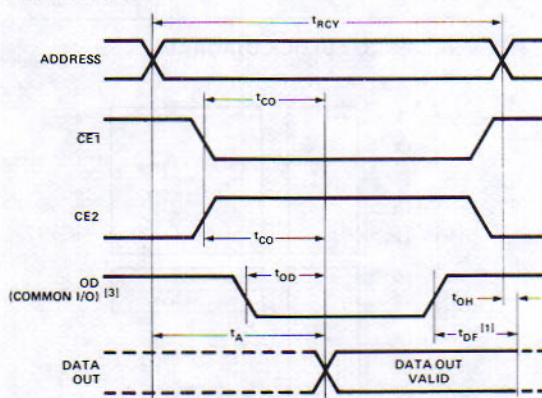 tRCY
ADDRESS
tCO
CE1
CE2
tCO
OD
(COMMON I/O) [3]
tOD
tOH
tA
tDF [1]
DATA
OUT
DATA OUT
VALID